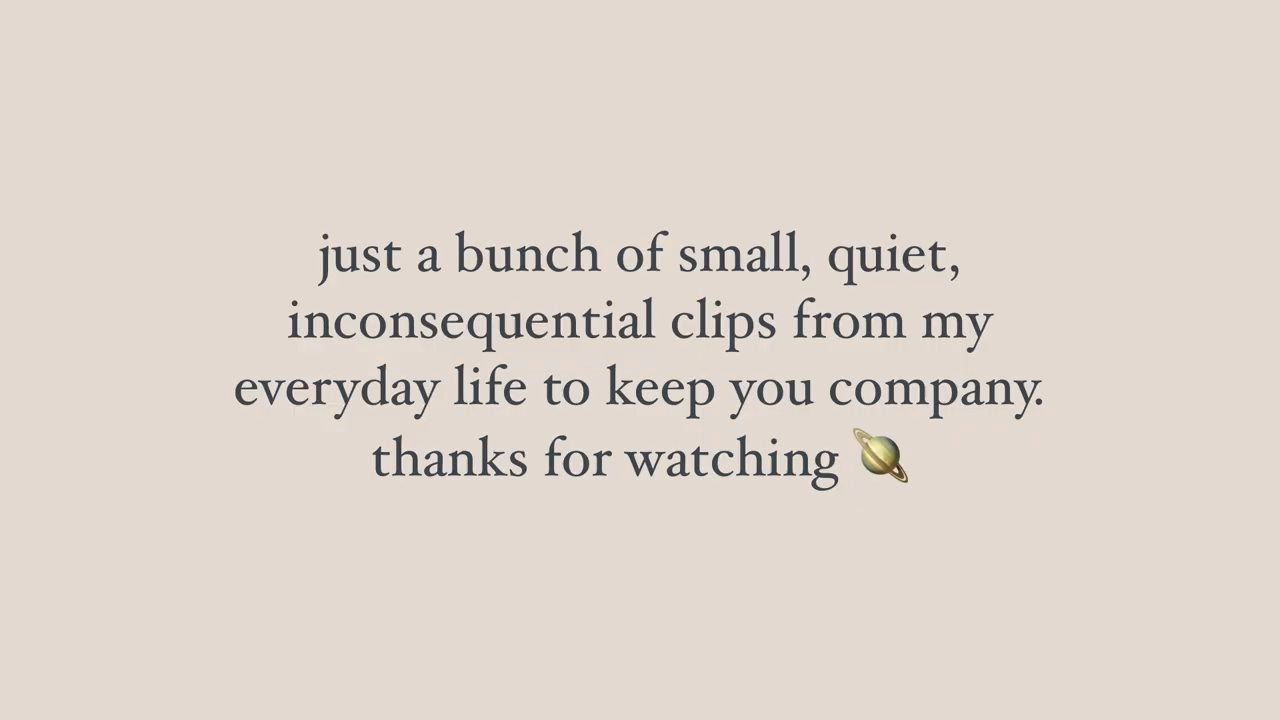 just a bunch of small, quiet,
inconsequential clips from my
everyday life to keep you company.
thanks for watching 🪐